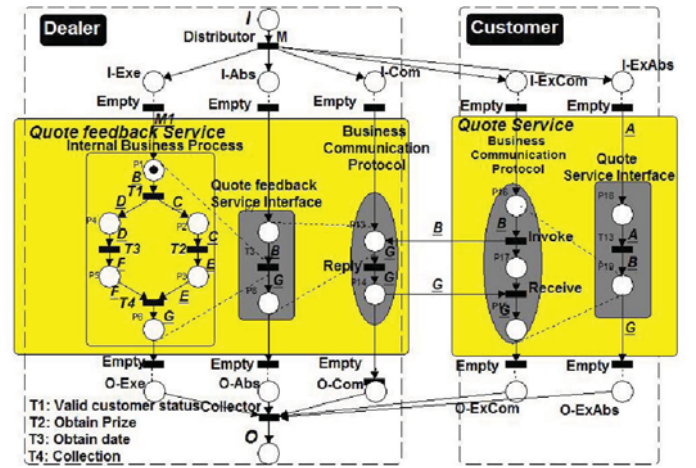 I
Dealer
Customer
Distributor
M
I-Exe
I-Abs
I-Com
I-ExCom
I-ExAbs
Empty
Empty
Empty
Empty
Empty
M1
A
Quote feedback Service
Internal Business Process
Business
Communication
Protocol
Quote Service
Business
Communication
Protocol
Quote
Service Interface
P1
B
T1
D
C
P4
P2
D
C
T3
T2
F
E
P5
P3
F
E
T4
P6
G
Quote feedback
Service Interface
B
G
P13
G
Reply
P14
G
B
G
P16
B
Invoke
P17
Receive
G
P18
T13
A
P19
B
G
Empty
Empty
Empty
Empty
Empty
O-Exe
O-Abs
O-Com
O-ExCom
O-ExAbs
T1: Valid customer status
Collector
T2: Obtain Prize
T3: Obtain date
T4: Collection
O